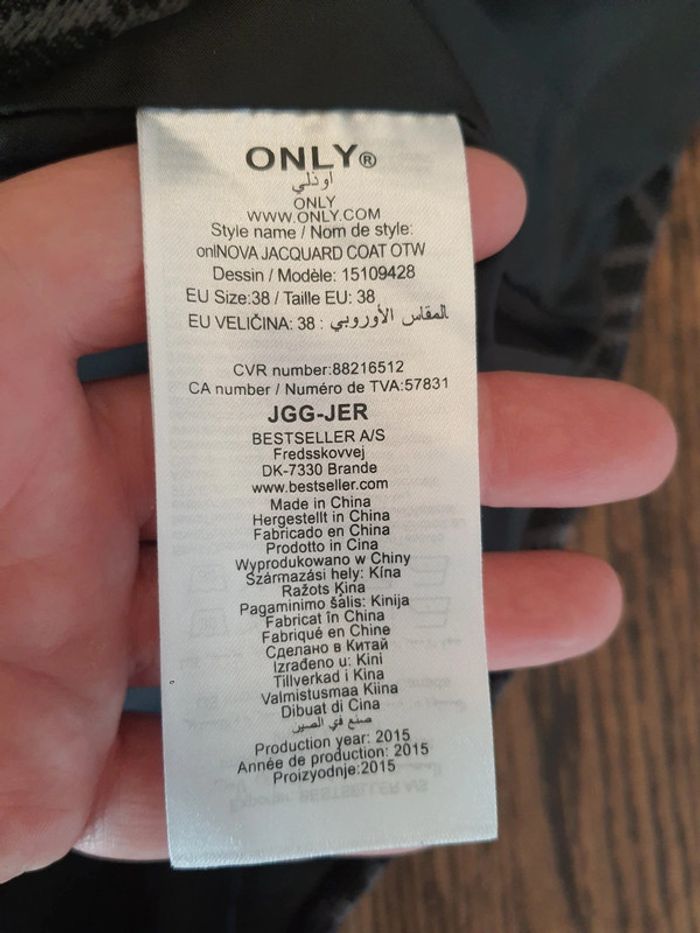 ONLY®
اونلي
ONLY
WWW.ONLY.COM
Style name / Nom de style:
onlNOVA JACQUARD COAT OTW
Dessin / Modèle: 15109428
EU Size:38 / Taille EU: 38
EU VELIČINA: 38 : المقاس الأوروبي
CVR number:88216512
CA number / Numéro de TVA:57831
JGG-JER
BESTSELLER A/S
Fredsskovvej
DK-7330 Brande
www.bestseller.com
Made in China
Hergestellt in China
Fabricado en China
Prodotto in Cina
Wyprodukowano w Chiny
Származási hely: Kína
Ražots Ķina
Pagaminimo šalis: Kinija
Fabricat în China
Fabriqué en Chine
Сделано в Китай
Izrađeno u: Kini
Tillverkad i Kina
Valmistusmaa Kiina
Dibuat di Cina
صنع في الصين
Production year: 2015
Année de production: 2015
Proizyodnje:2015